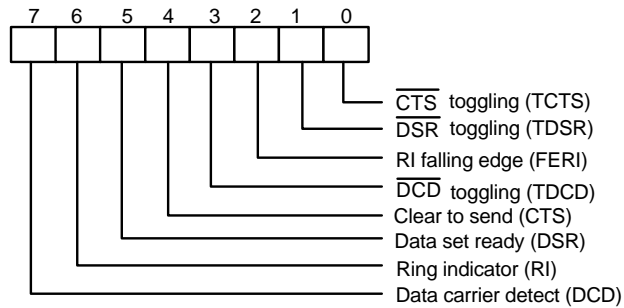 7 6 5 4 3 2 1 0
CTS toggling (TCTS)
DSR toggling (TDSR)
RI falling edge (FERI)
DCD toggling (TDCD)
Clear to send (CTS)
Data set ready (DSR)
Ring indicator (RI)
Data carrier detect (DCD)